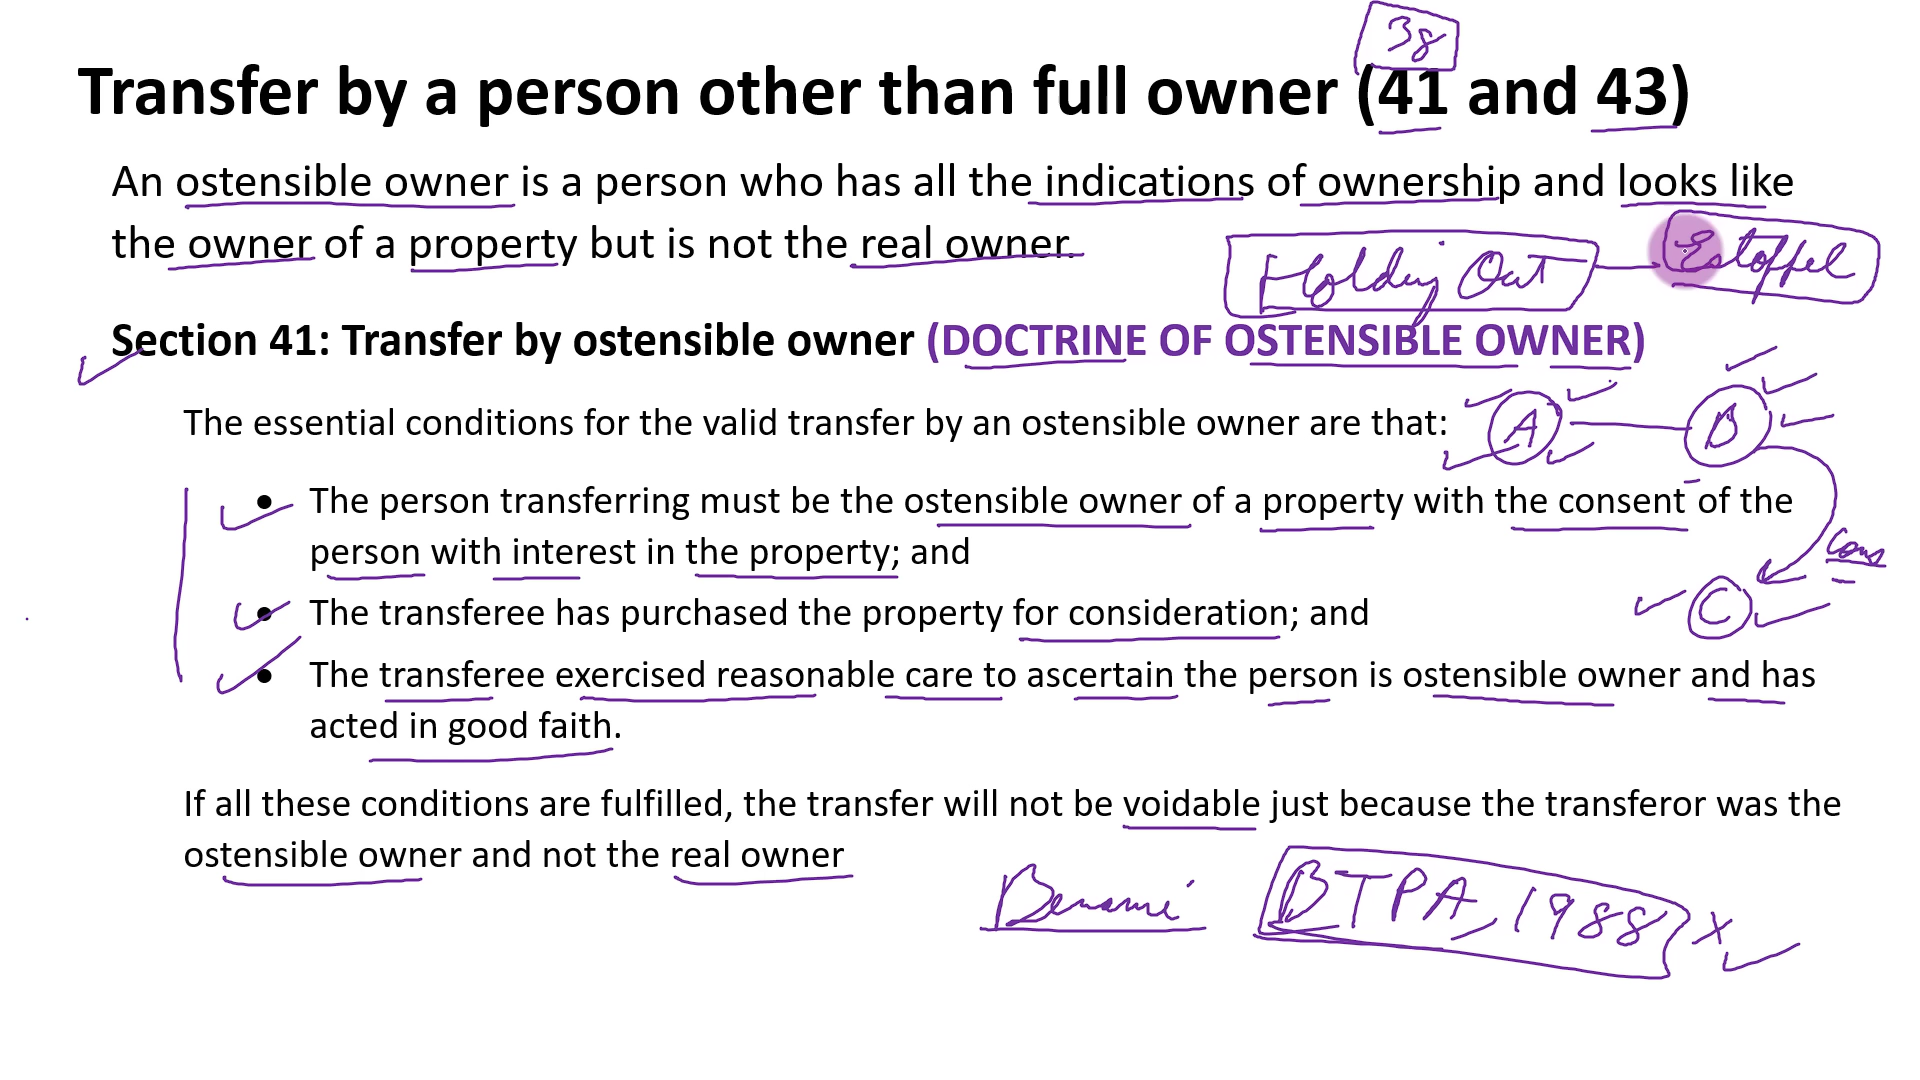 38
Transfer by a person other than full owner (41 and 43)
An ostensible owner is a person who has all the indications of ownership and looks like
the owner of a property but is not the real owner.
Holding Out Estoppel
Section 41: Transfer by ostensible owner (DOCTRINE OF OSTENSIBLE OWNER)
The essential conditions for the valid transfer by an ostensible owner are that:
A B
• The person transferring must be the ostensible owner of a property with the consent of the
person with interest in the property; and
Cons
• The transferee has purchased the property for consideration; and
C
• The transferee exercised reasonable care to ascertain the person is ostensible owner and has
acted in good faith.
If all these conditions are fulfilled, the transfer will not be voidable just because the transferor was the
ostensible owner and not the real owner
Benami BTPA, 1988 x